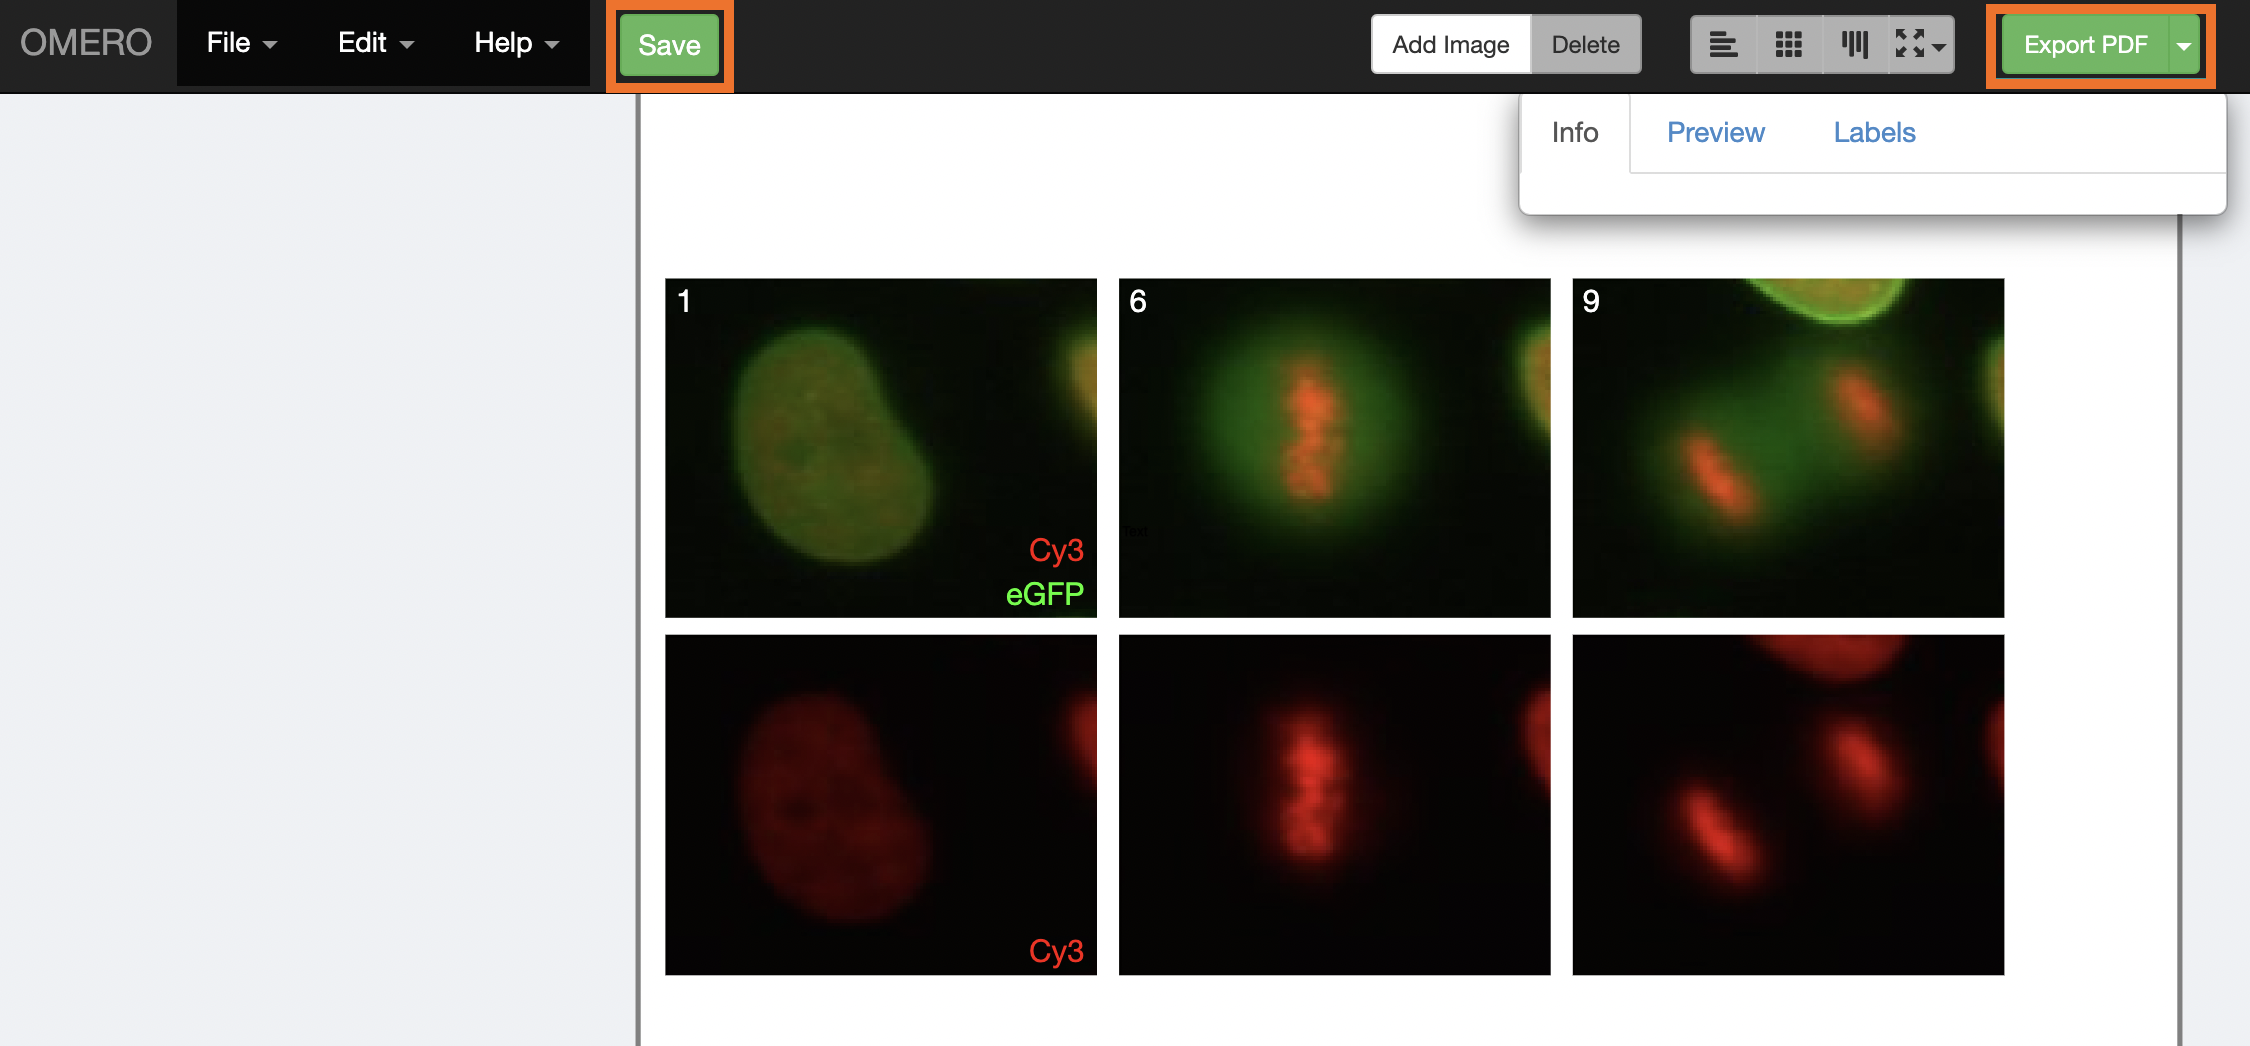 OMERO File Edit Help Save Add Image Delete Export PDF
Info Preview Labels
1 6 9
Text
Cy3
eGFP
Cy3